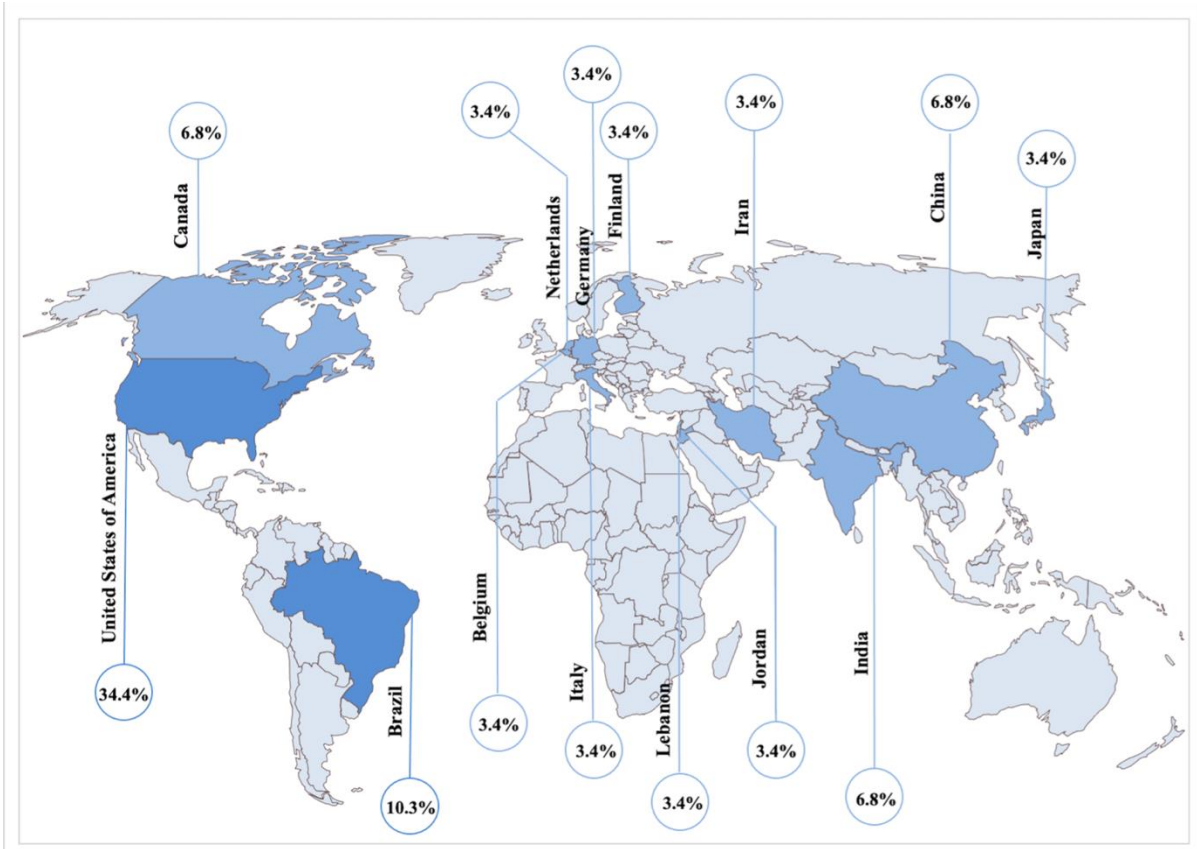 6.8%
Canada
3.4%
Netherlands
3.4%
Germany
3.4%
Finland
3.4%
Iran
6.8%
China
3.4%
Japan
United States of America
34.4%
Brazil
10.3%
Belgium
3.4%
Italy
3.4%
Lebanon
3.4%
Jordan
3.4%
India
6.8%